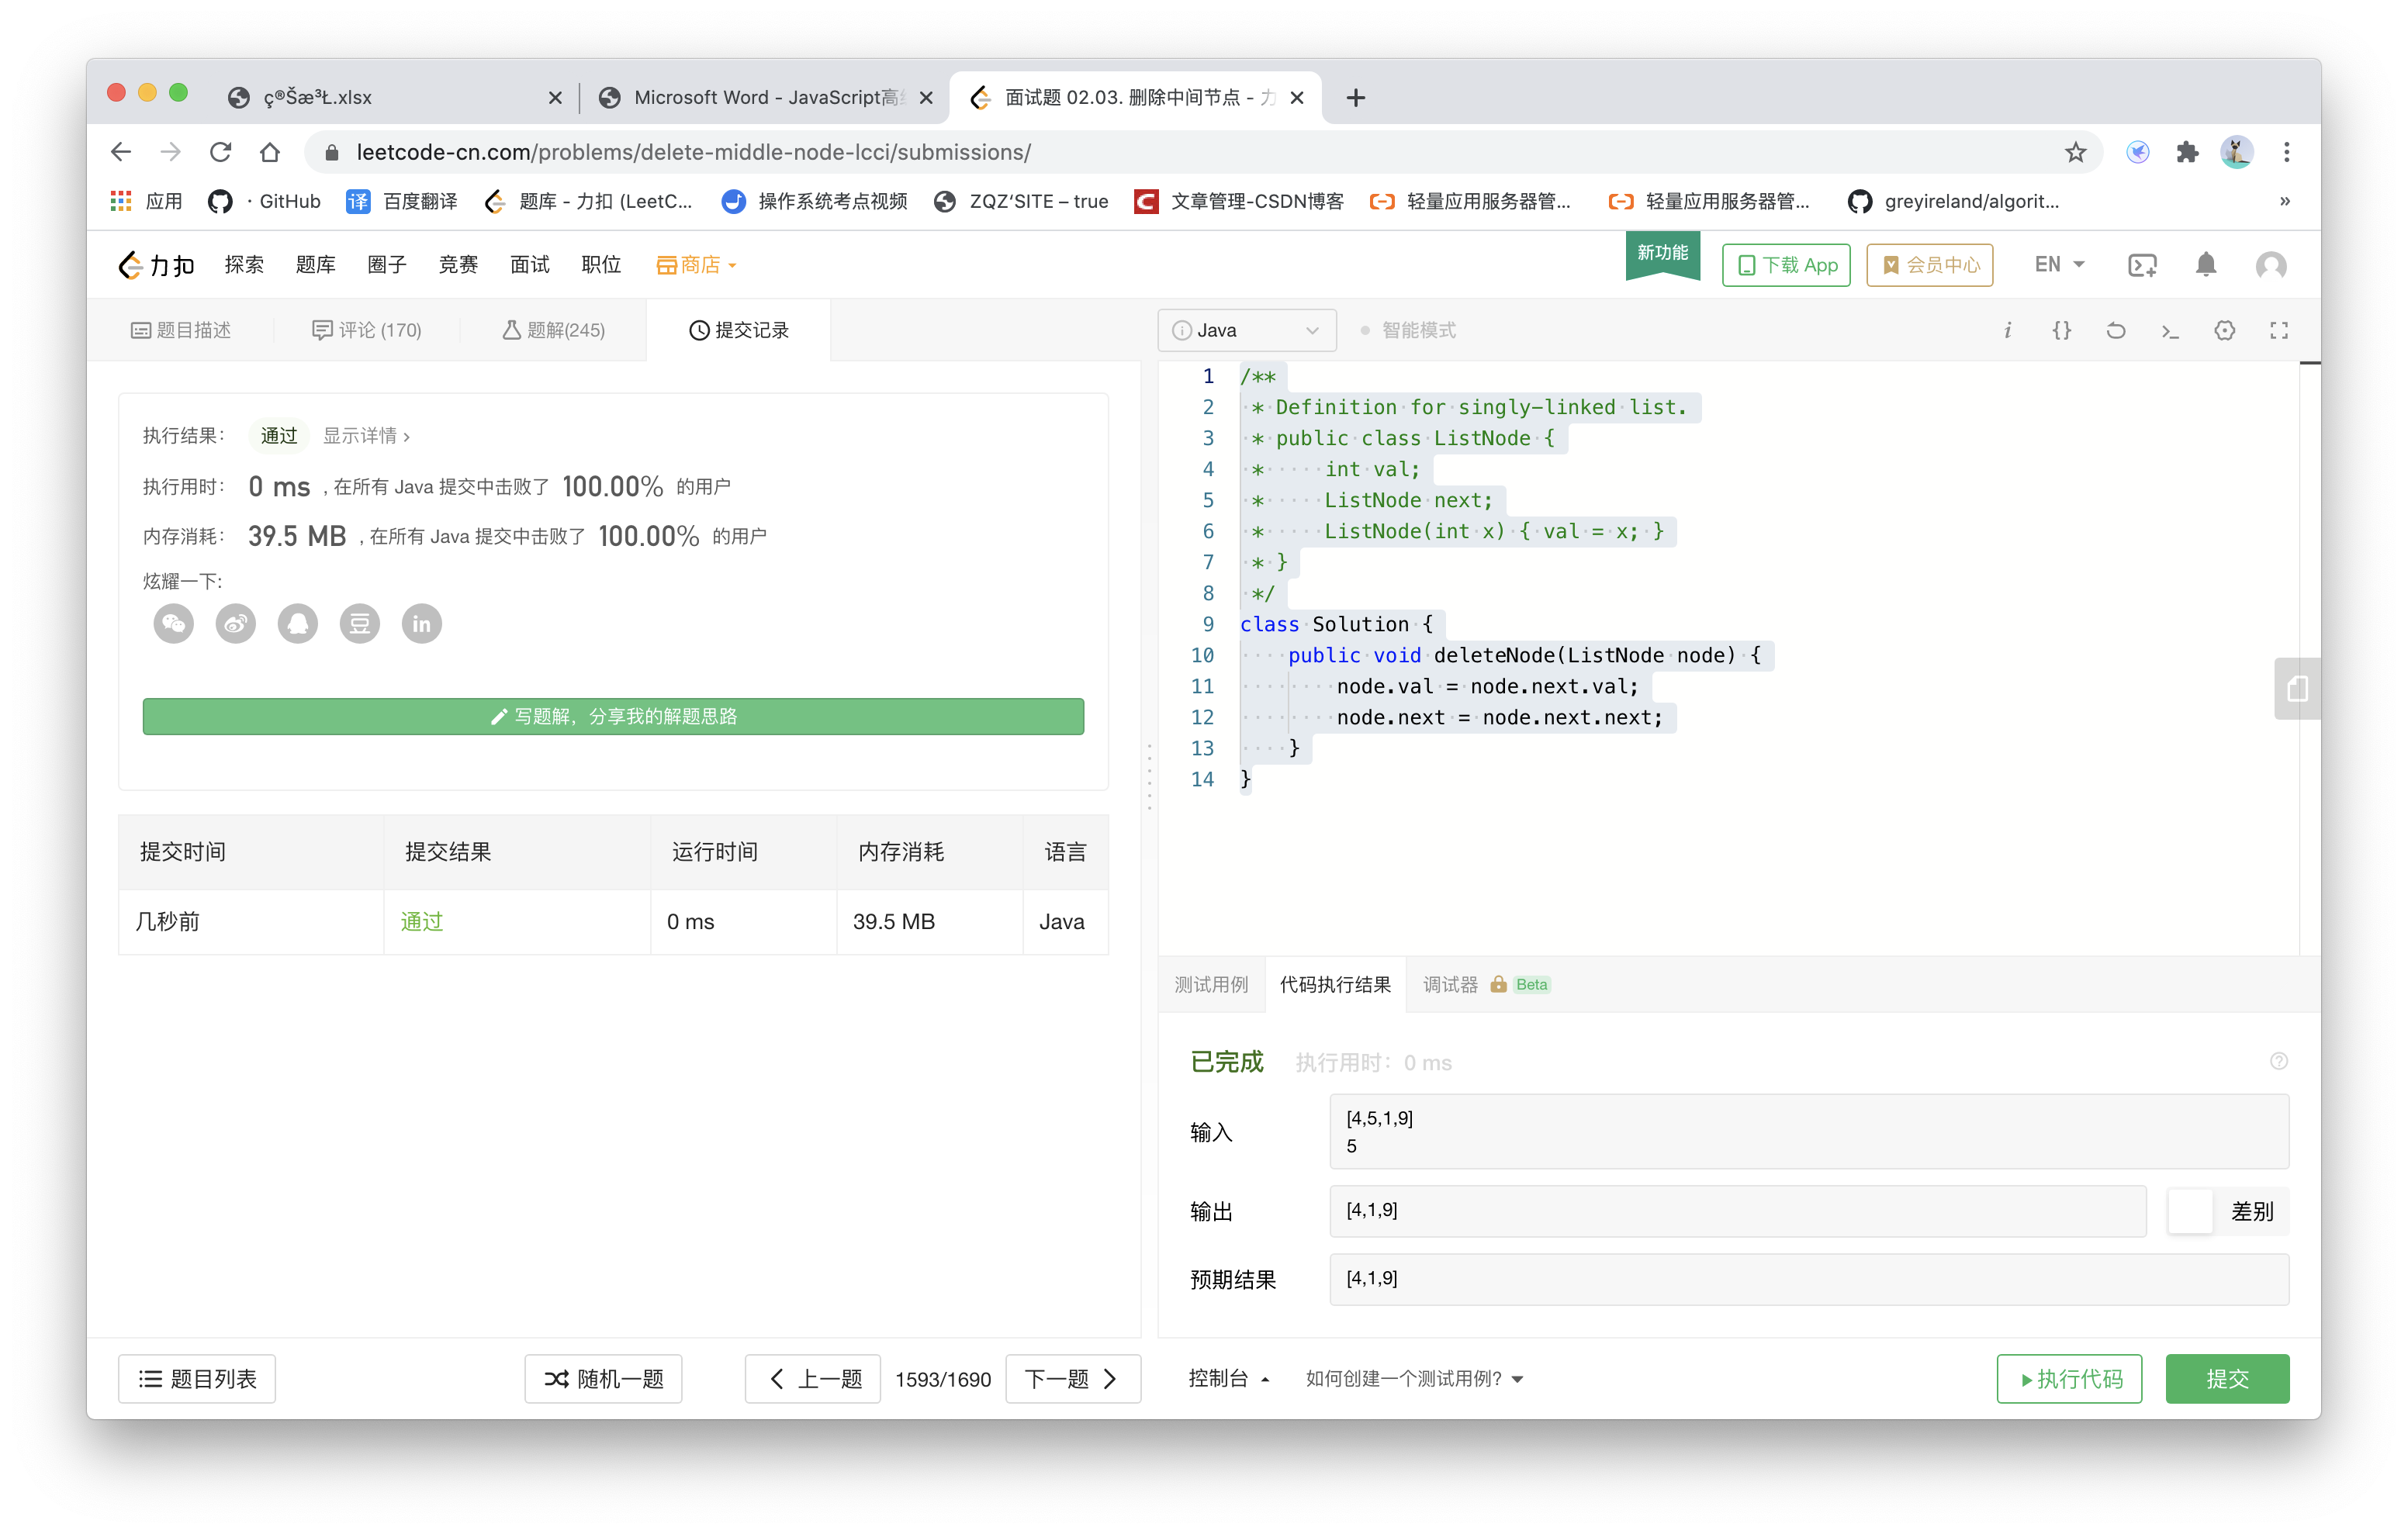 ç®Šæ³Ł.xlsx
Microsoft Word - JavaScript高
面试题 02.03. 删除中间节点 - 力
leetcode-cn.com/problems/delete-middle-node-lcci/submissions/
应用
· GitHub
译 百度翻译
题库 - 力扣 (LeetC...
操作系统考点视频
ZQZ‘SITE – true
C 文章管理-CSDN博客
轻量应用服务器管...
轻量应用服务器管...
greyireland/algorit...
»
力扣 探索 题库 圈子 竞赛 面试 职位 商店
新功能
下载 App
会员中心
EN
题目描述
评论 (170)
题解(245)
提交记录
执行结果： 通过 显示详情 ›
执行用时： 0 ms , 在所有 Java 提交中击败了 100.00% 的用户
内存消耗： 39.5 MB , 在所有 Java 提交中击败了 100.00% 的用户
炫耀一下:
豆 in
写题解，分享我的解题思路
提交时间 提交结果 运行时间 内存消耗 语言
几秒前 通过 0 ms 39.5 MB Java
题目列表
随机一题
上一题
1593/1690
下一题
Java
智能模式
i {}
1 /**
2  * Definition for singly-linked list.
3  * public class ListNode {
4  *     int val;
5  *     ListNode next;
6  *     ListNode(int x) { val = x; }
7  * }
8  */
9 class Solution {
10     public void deleteNode(ListNode node) {
11         node.val = node.next.val;
12         node.next = node.next.next;
13     }
14 }
测试用例
代码执行结果
调试器 Beta
已完成 执行用时：0 ms
输入
[4,5,1,9]
5
输出
[4,1,9]
差别
预期结果
[4,1,9]
控制台
如何创建一个测试用例?
执行代码
提交